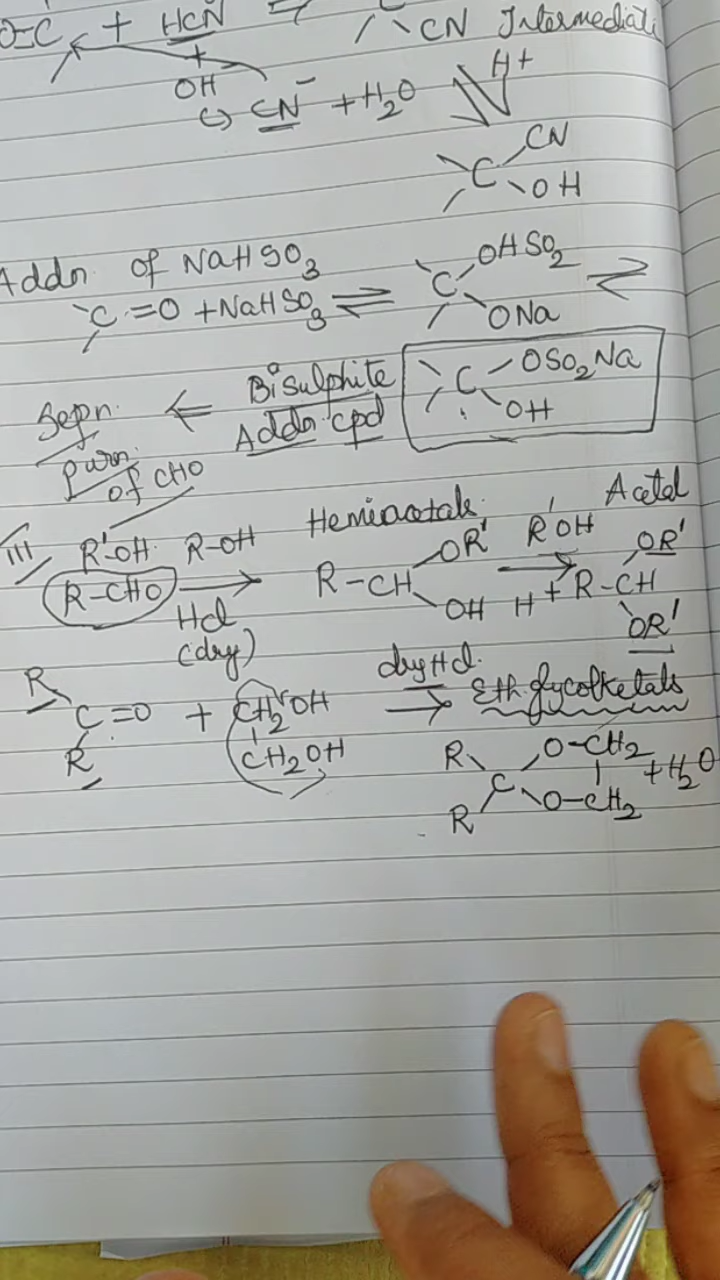 O=C + HCN ⇌ C CN Intermediate
+
OH
↪ CN⁻ + H₂O H+
C CN
OH
Addn of NaHSO₃
C=O + NaHSO₃ ⇌ C OHSO₂ ⇌
ONa
Sepn. ⇐ Bisulphite C OSO₂Na
Purn. Addn. cpd OH
of CHO
III R'-OH R-OH Hemiacetals R'OH Acetal
R-CHO → R-CH OR' → R-CH OR'
HCl OH H+ OR'
(dry)
R dry HCl
C=O + CH₂OH → Eth. glycolketals
R CH₂OH
R C O-CH₂ + H₂O
R O-CH₂